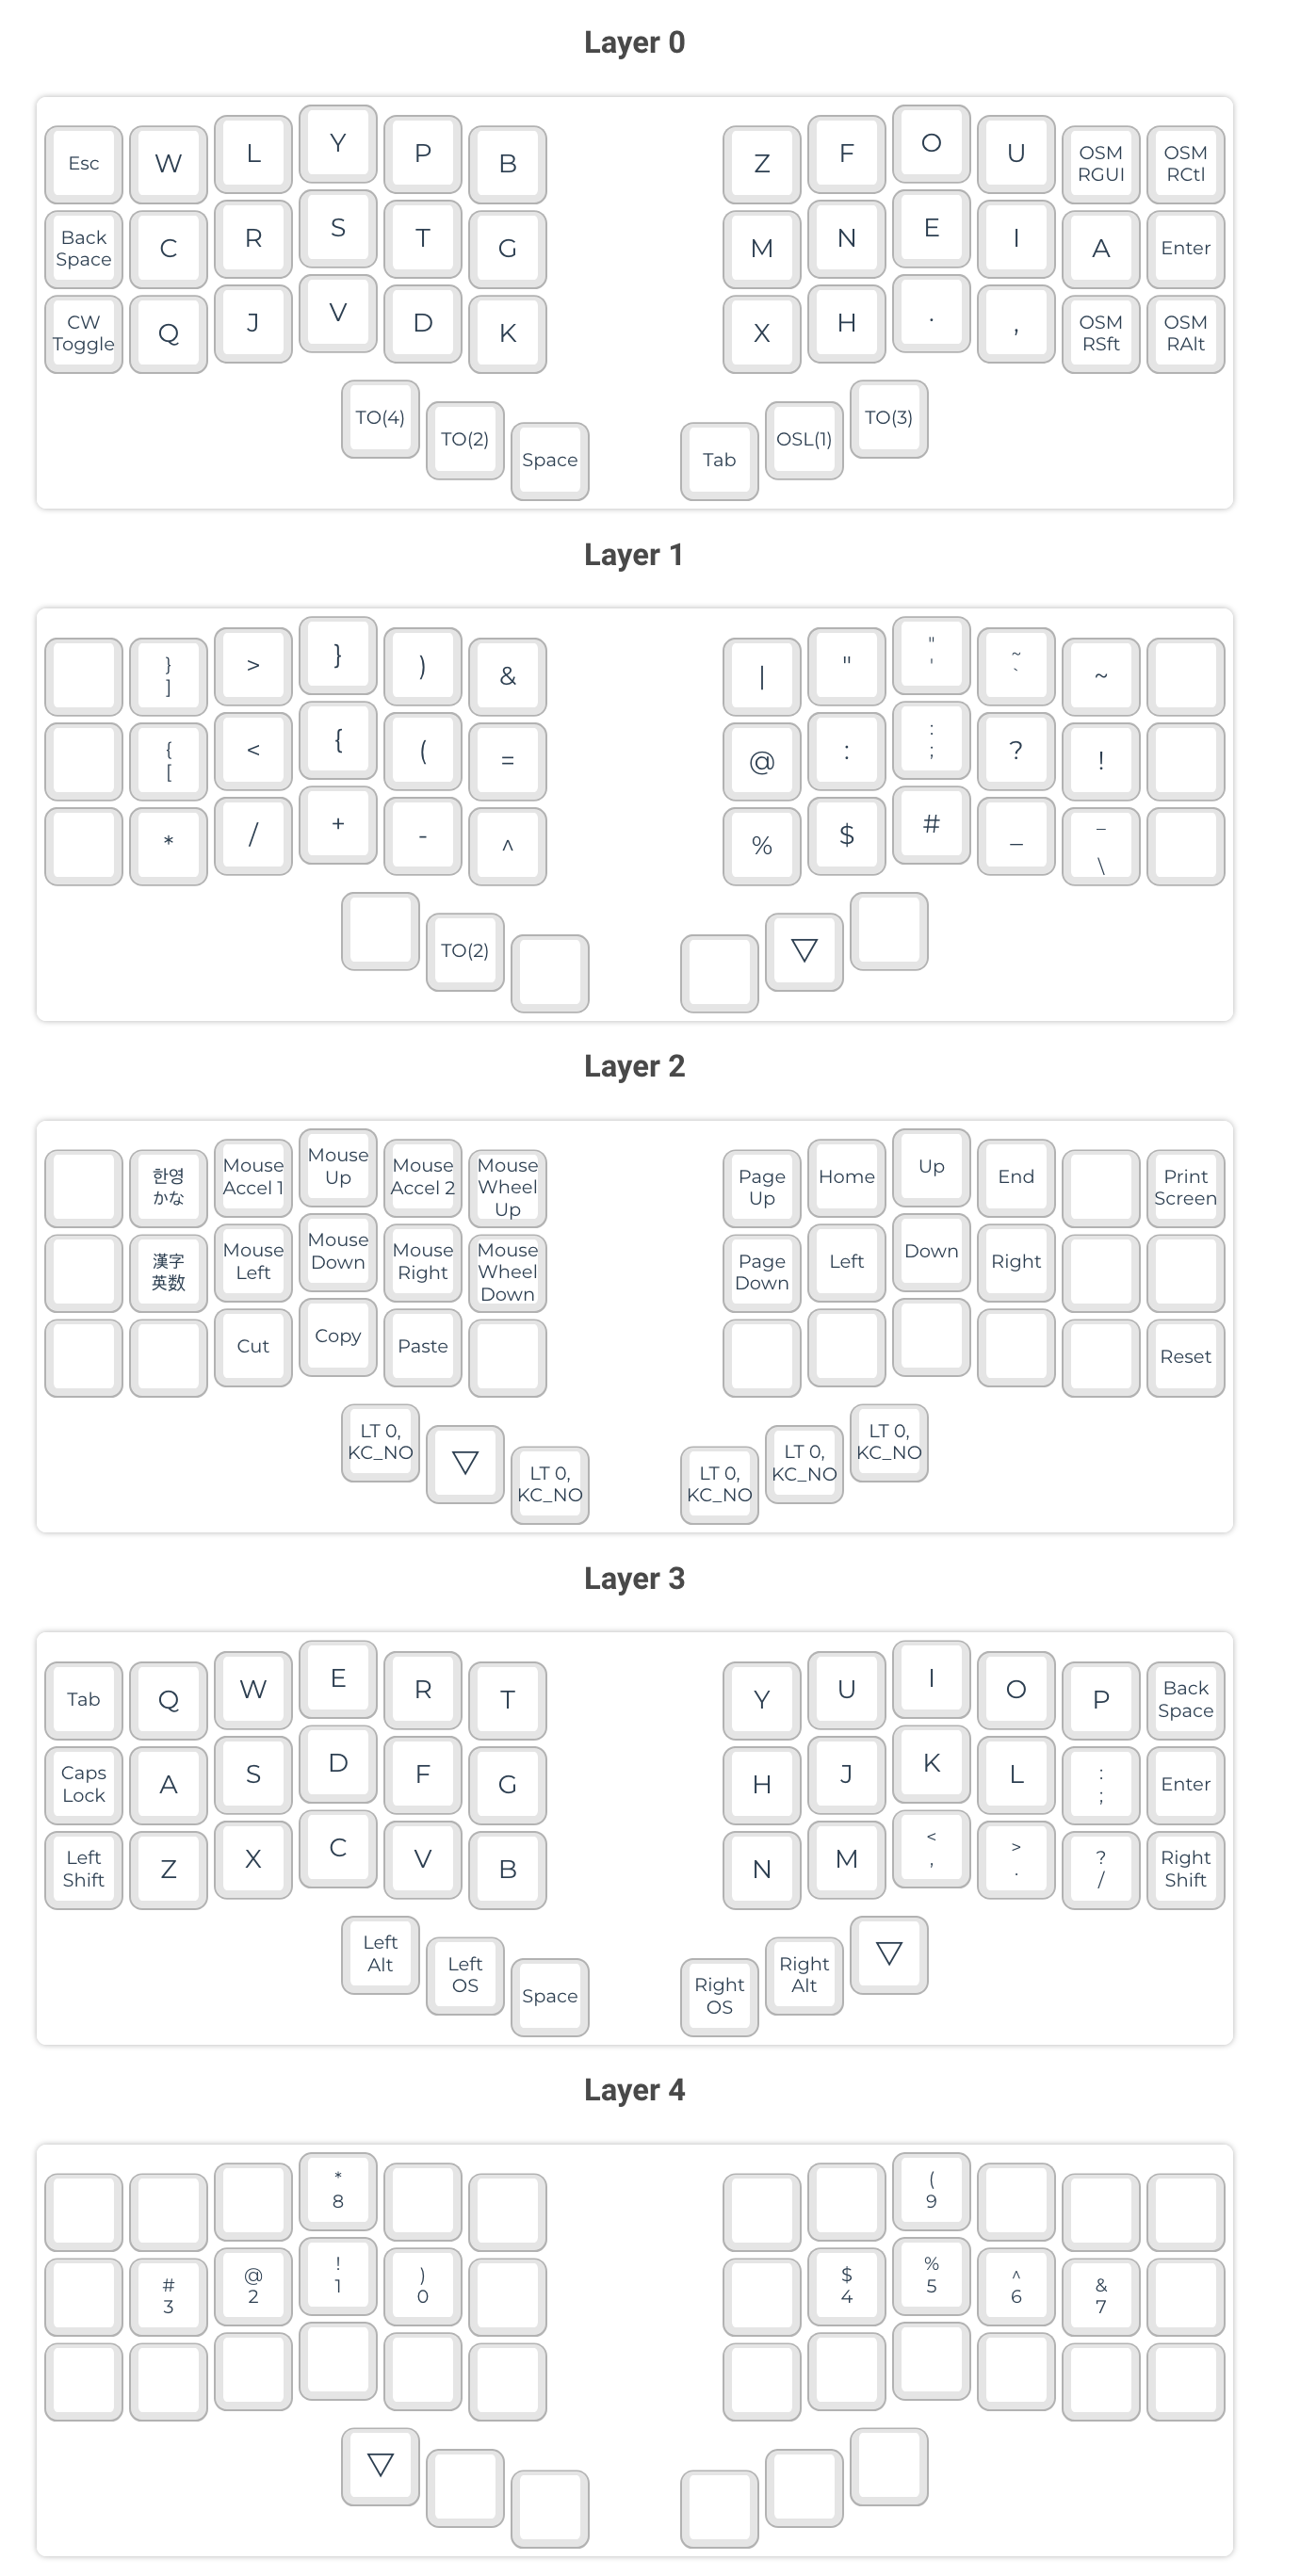 Layer 0
Esc W L Y P B Z F O U OSM RGUI OSM RCtl
Back Space C R S T G M N E I A Enter
CW Toggle Q J V D K X H . , OSM RSft OSM RAlt
TO(4) TO(2) Space Tab OSL(1) TO(3)
Layer 1
} ] > } ) & | " " ' ~ ` ~
{ [ < { ( = @ : : ; ? !
* / + - ^ % $ # _ _ \
TO(2) ▽
Layer 2
한영 かな Mouse Accel 1 Mouse Up Mouse Accel 2 Mouse Wheel Up Page Up Home Up End Print Screen
漢字 英数 Mouse Left Mouse Down Mouse Right Mouse Wheel Down Page Down Left Down Right
Cut Copy Paste Reset
LT 0, KC_NO ▽ LT 0, KC_NO LT 0, KC_NO LT 0, KC_NO LT 0, KC_NO
Layer 3
Tab Q W E R T Y U I O P Back Space
Caps Lock A S D F G H J K L : ; Enter
Left Shift Z X C V B N M < , > . ? / Right Shift
Left Alt Left OS Space Right OS Right Alt ▽
Layer 4
* 8 ( 9
# 3 @ 2 ! 1 ) 0 $ 4 % 5 ^ 6 & 7
▽